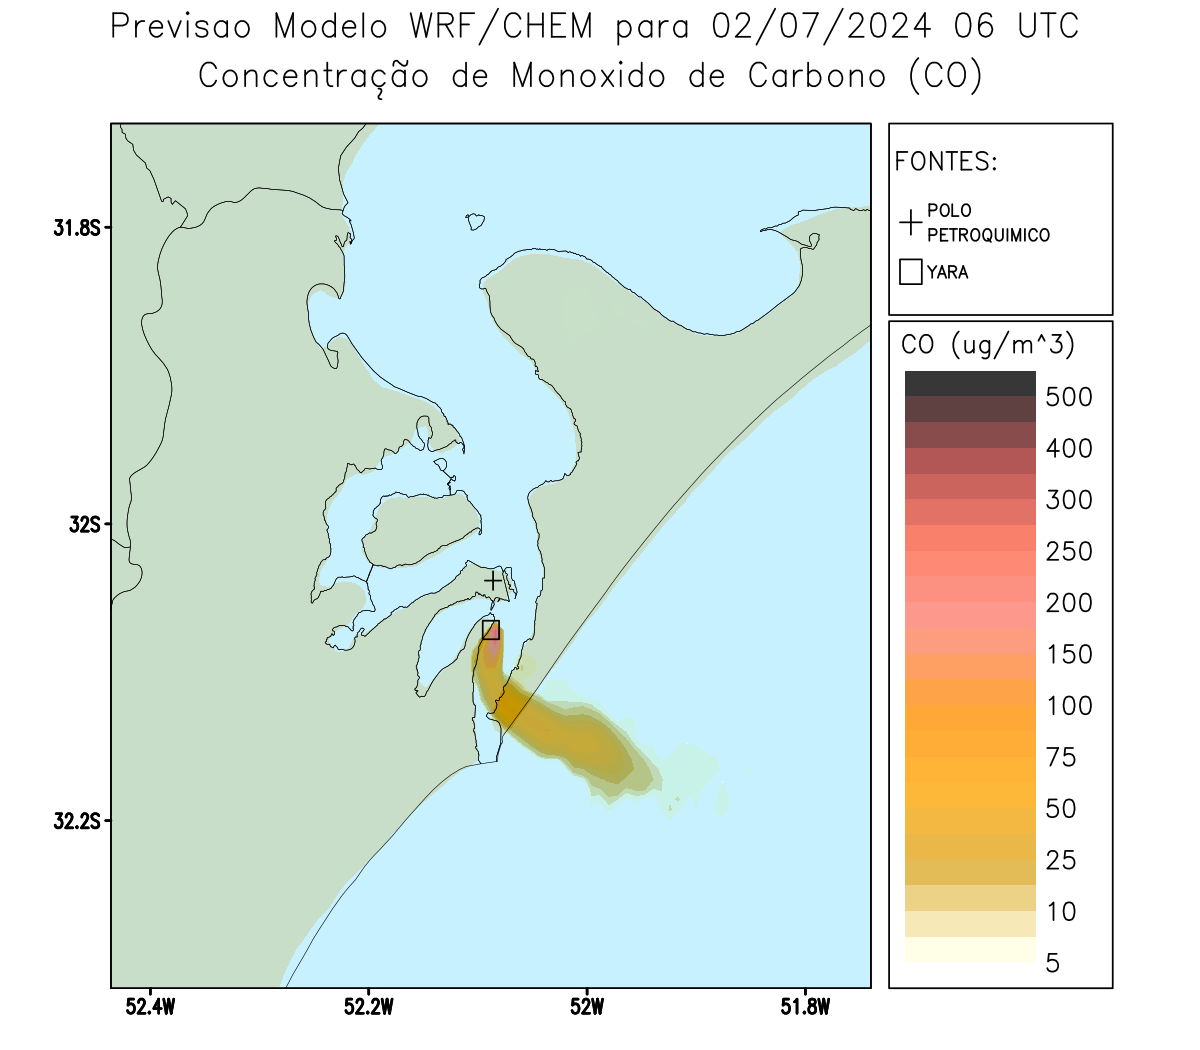 Previsao Modelo WRF/CHEM para 02/07/2024 06 UTC
Concentração de Monoxido de Carbono (CO)
FONTES:
POLO
PETROQUIMICO
YARA
CO (ug/m^3)
500
400
300
250
200
150
100
75
50
25
10
5
31.8S
32S
32.2S
52.4W
52.2W
52W
51.8W